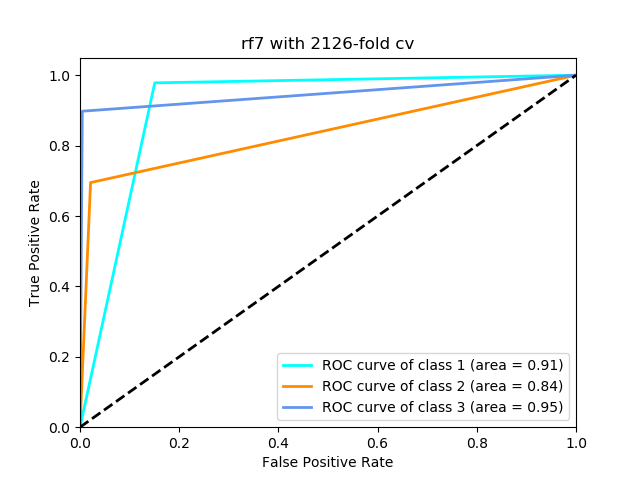 rf7 with 2126-fold cv
1.0
0.8
0.6
0.4
0.2
0.0
True Positive Rate
ROC curve of class 1 (area = 0.91)
ROC curve of class 2 (area = 0.84)
ROC curve of class 3 (area = 0.95)
0.0 0.2 0.4 0.6 0.8 1.0
False Positive Rate